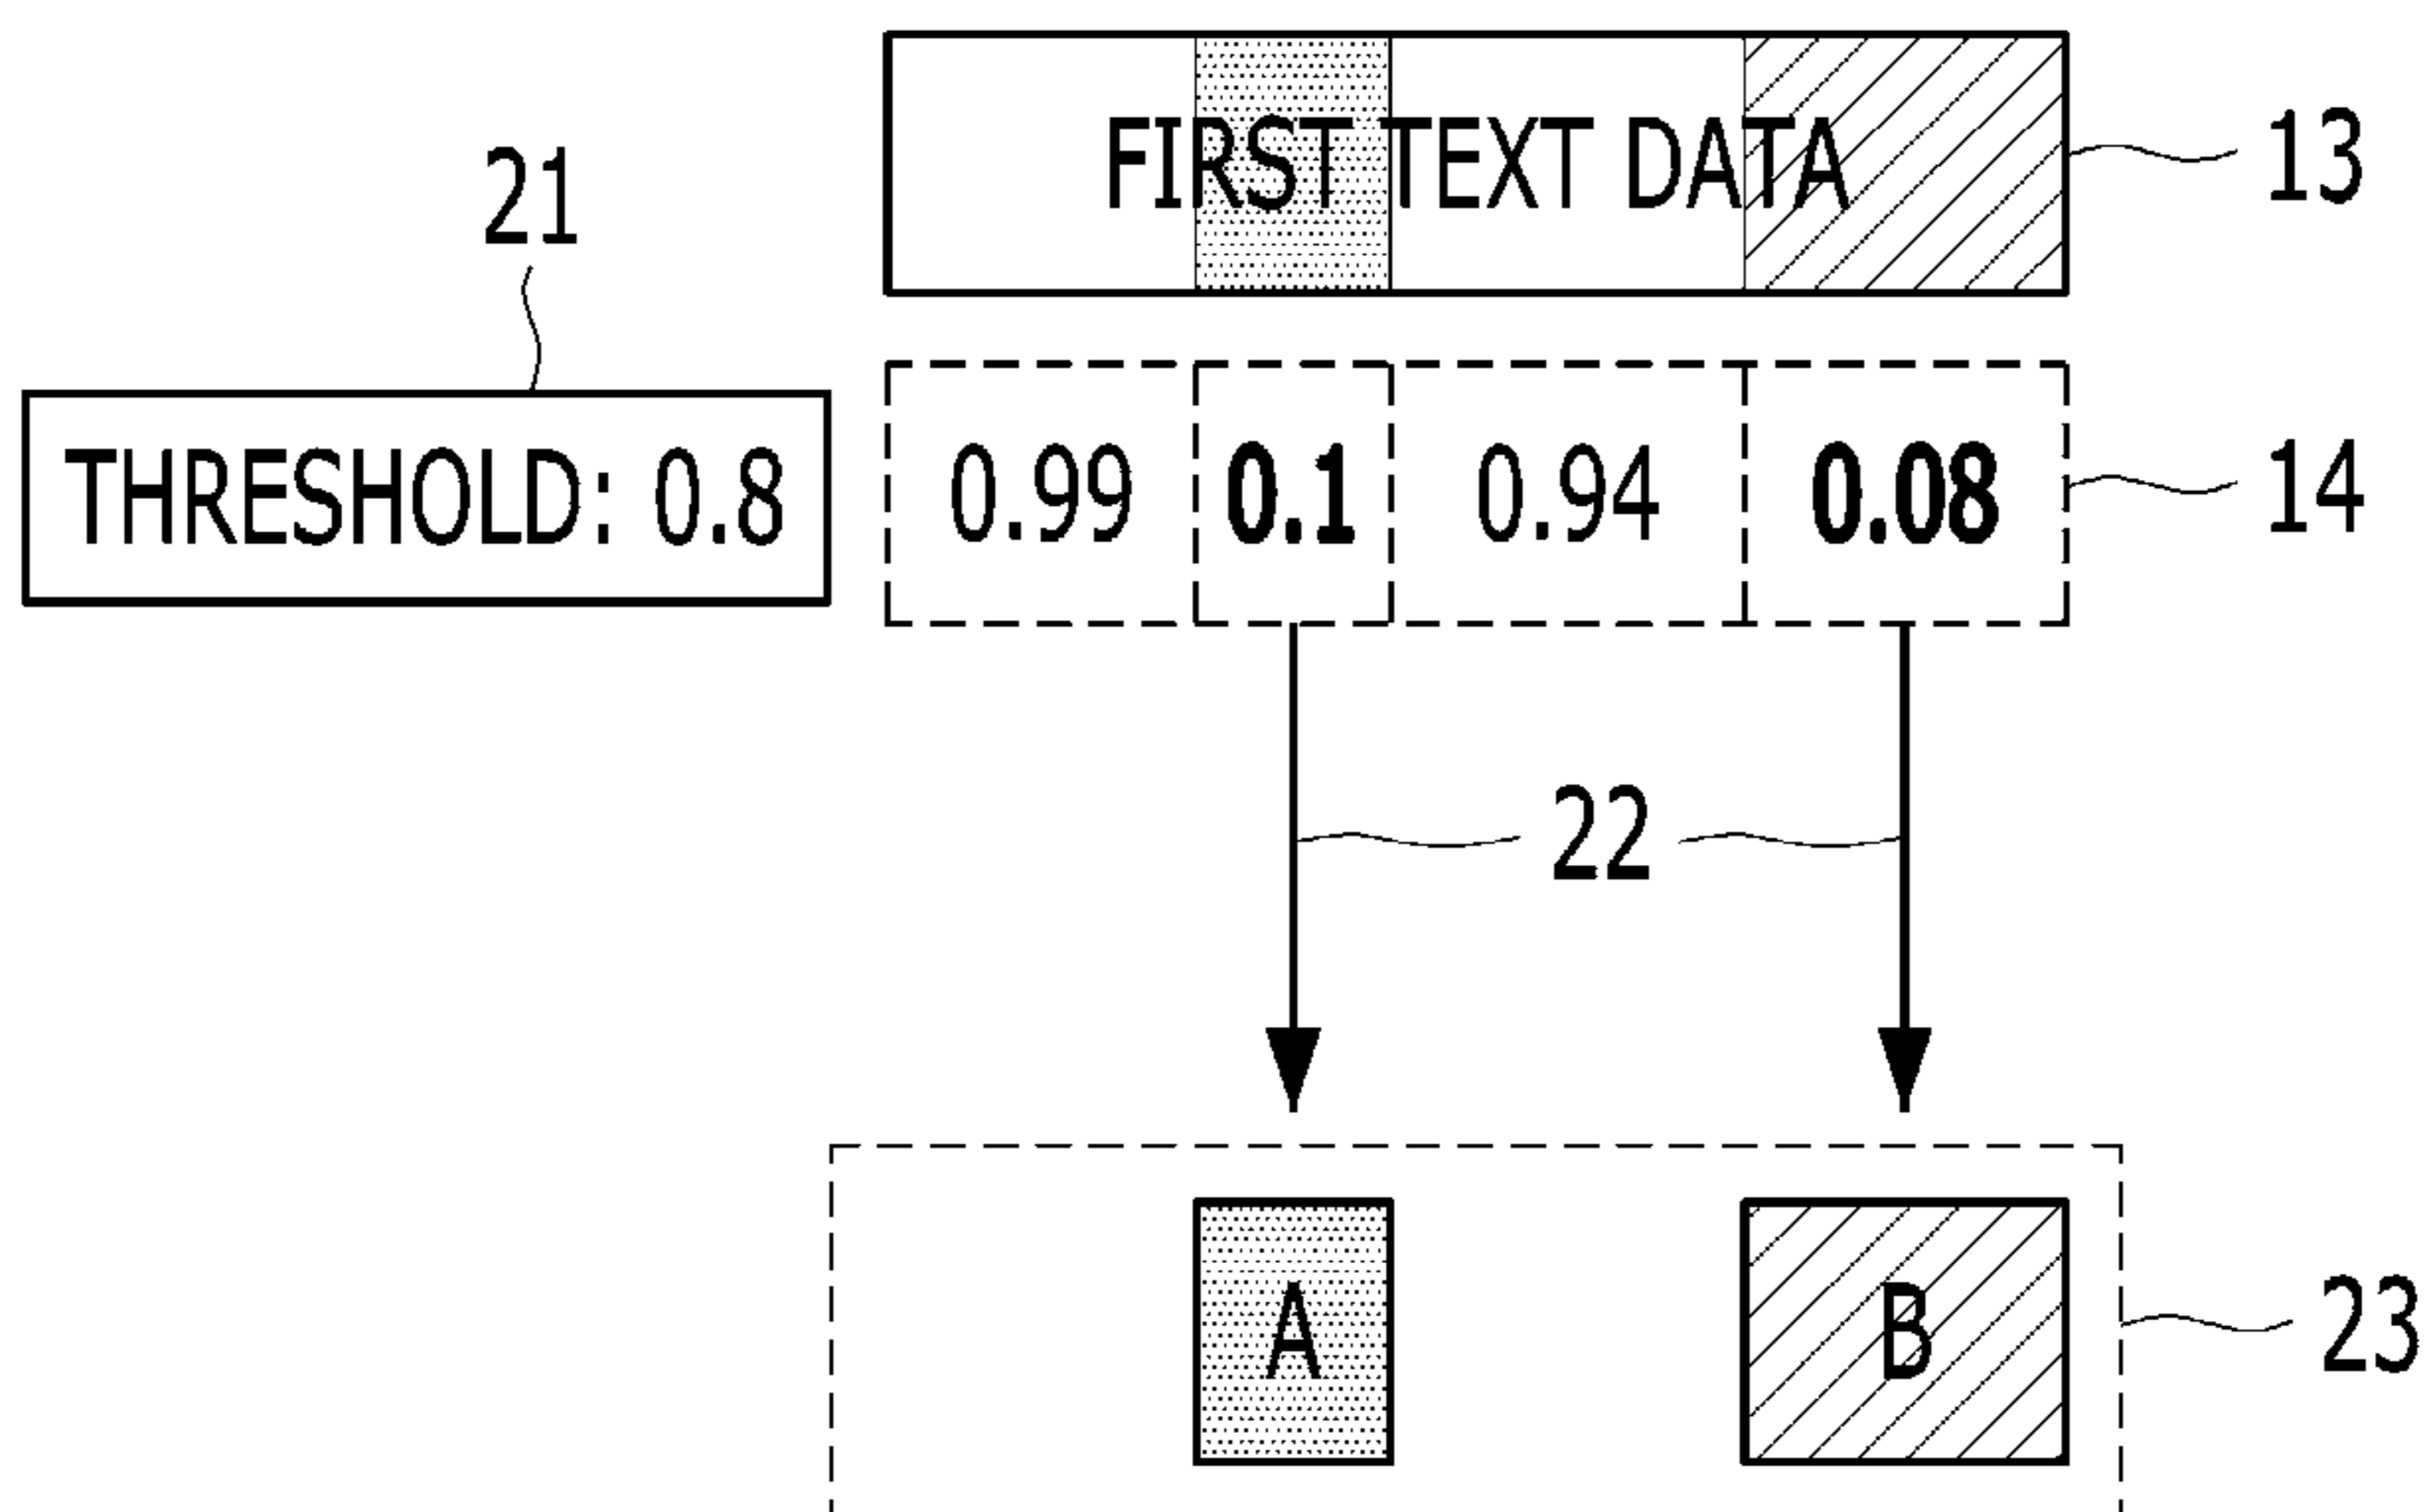 FIRST TEXT DATA 13
21
THRESHOLD: 0.8 0.99 0.1 0.94 0.08 14
22
A B 23